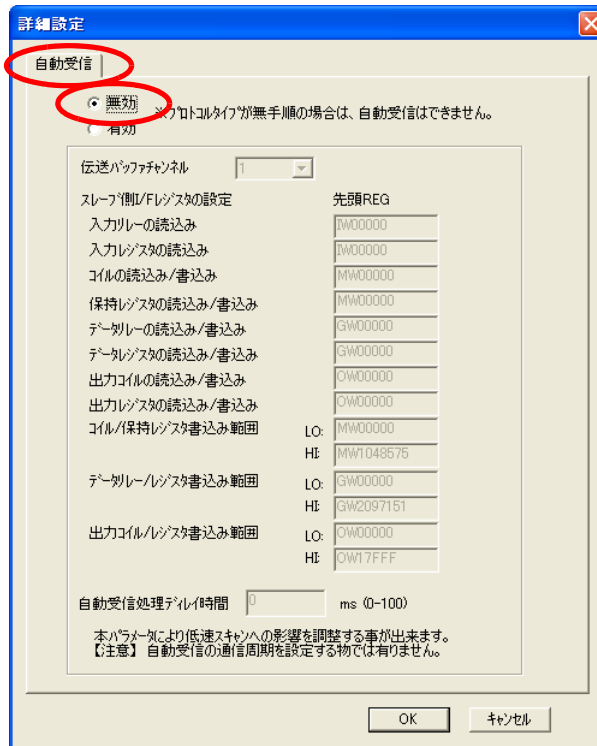 詳細設定
自動受信
無効
※プロトコルタイプが無手順の場合は、自動受信はできません。
有効
伝送バッファチャンネル 1
スレーブ側I/Fレジスタの設定 先頭REG
入力リレーの読込み IW00000
入力レジスタの読込み IW00000
コイルの読込み/書込み MW00000
保持レジスタの読込み/書込み MW00000
データリレーの読込み/書込み GW00000
データレジスタの読込み/書込み GW00000
出力コイルの読込み/書込み OW00000
出力レジスタの読込み/書込み OW00000
コイル/保持レジスタ書込み範囲 LO: MW00000
HI: MW1048575
データリレー/レジスタ書込み範囲 LO: GW00000
HI: GW2097151
出力コイル/レジスタ書込み範囲 LO: OW00000
HI: OW17FFF
自動受信処理ディレイ時間 0 ms (0-100)
本パラメータにより低速スキャンへの影響を調整する事が出来ます。
【注意】 自動受信の通信周期を設定する物では有りません。
OK キャンセル